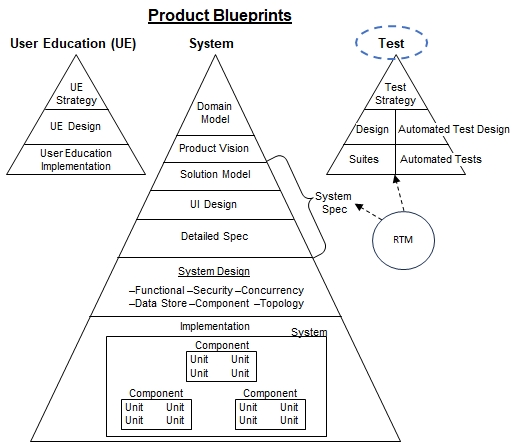 Product Blueprints
User Education (UE)
System
Test
UE
Strategy
UE Design
User Education
Implementation
Domain
Model
Product Vision
Solution Model
UI Design
Detailed Spec
System
Spec
System Design
–Functional –Security –Concurrency
–Data Store –Component –Topology
Implementation
System
Component
Unit Unit
Unit Unit
Component
Unit Unit
Unit Unit
Component
Unit Unit
Unit Unit
Test
Strategy
Design
Automated Test Design
Suites
Automated Tests
RTM